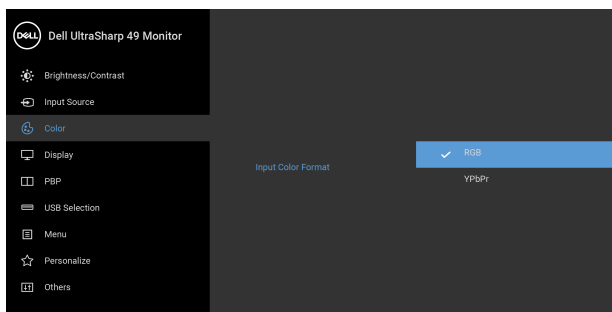 DELL
Dell UltraSharp 49 Monitor
Brightness/Contrast
Input Source
Color
Display
PBP
USB Selection
Menu
Personalize
Others
Input Color Format
RGB
YPbPr